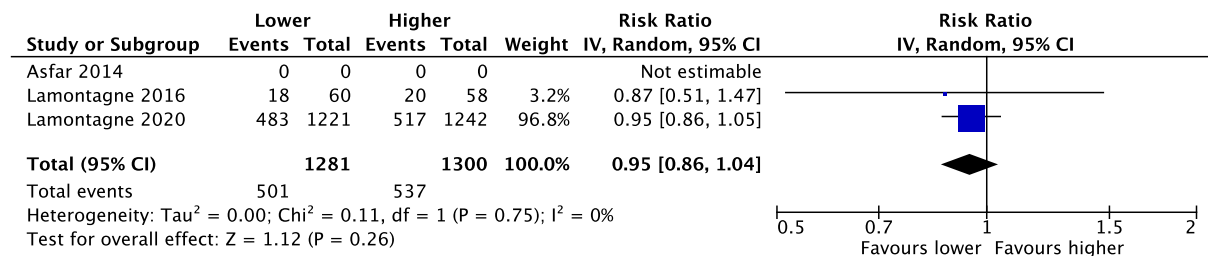 Lower Higher Risk Ratio Risk Ratio
Study or Subgroup Events Total Events Total Weight IV, Random, 95% CI IV, Random, 95% CI
Asfar 2014 0 0 0 0 Not estimable
Lamontagne 2016 18 60 20 58 3.2% 0.87 [0.51, 1.47]
Lamontagne 2020 483 1221 517 1242 96.8% 0.95 [0.86, 1.05]
Total (95% CI) 1281 1300 100.0% 0.95 [0.86, 1.04]
Total events 501 537
Heterogeneity: Tau² = 0.00; Chi² = 0.11, df = 1 (P = 0.75); I² = 0%
Test for overall effect: Z = 1.12 (P = 0.26)
0.5 0.7 1 1.5 2
Favours lower Favours higher